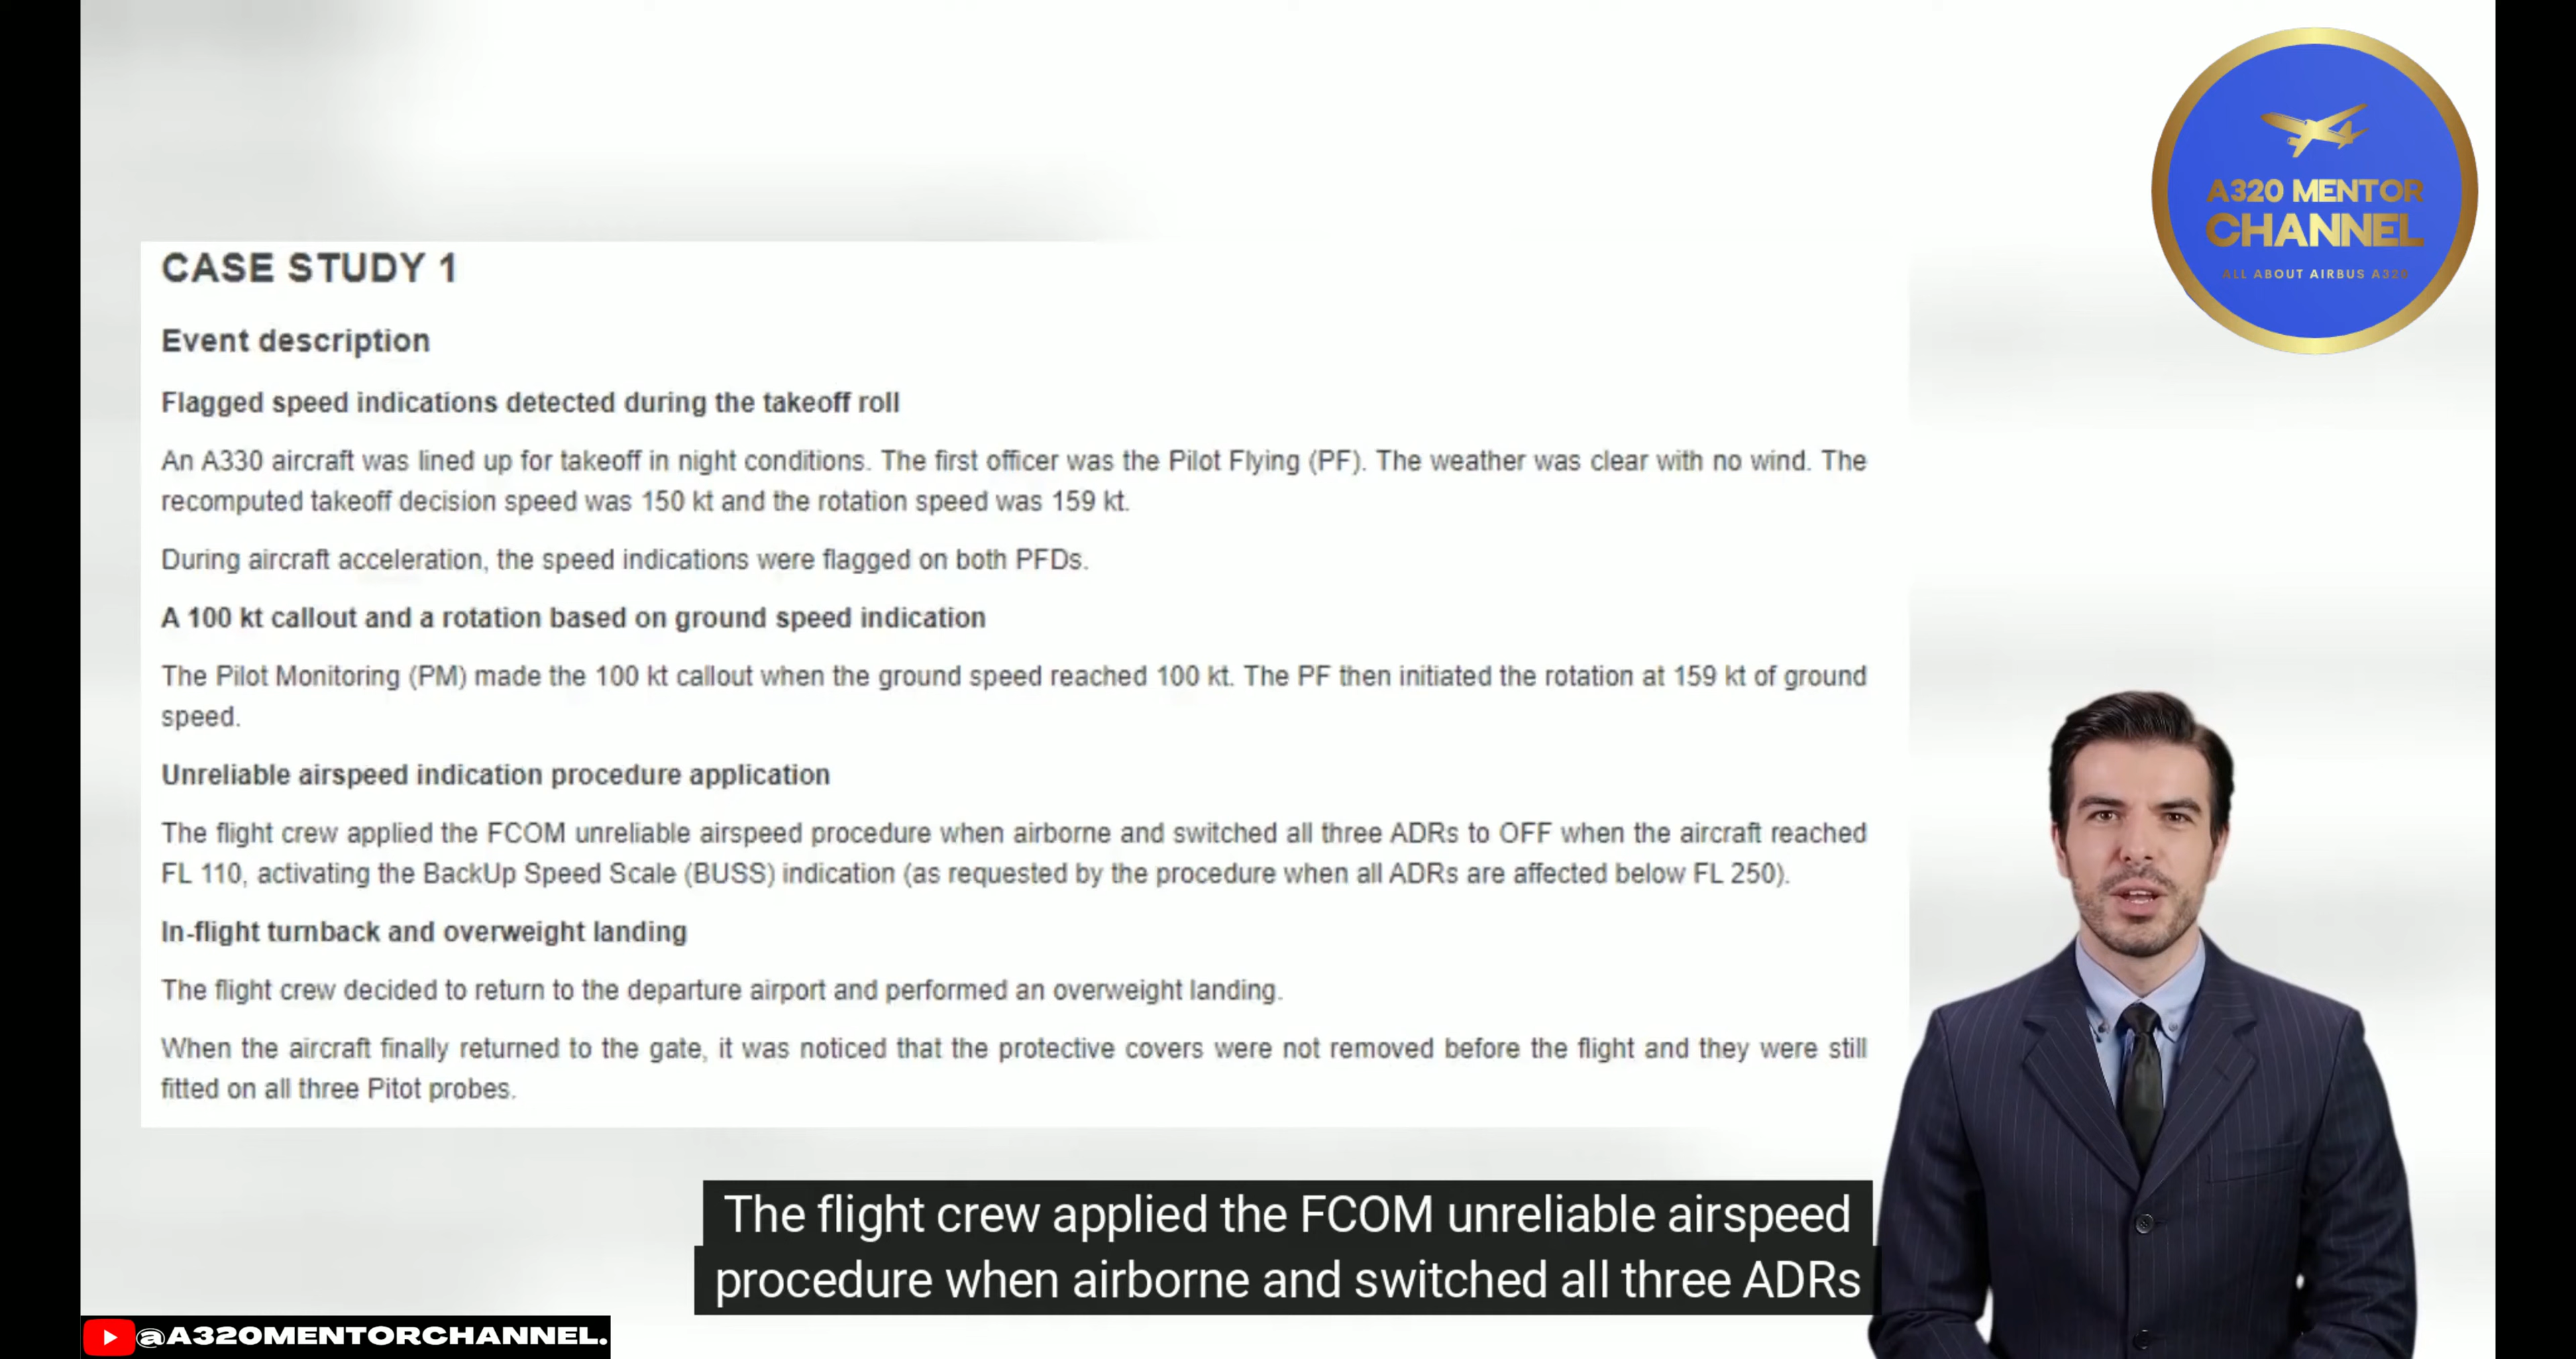 A320 MENTOR
CHANNEL
ALL ABOUT AIRBUS A320
CASE STUDY 1
Event description
Flagged speed indications detected during the takeoff roll
An A330 aircraft was lined up for takeoff in night conditions. The first officer was the Pilot Flying (PF). The weather was clear with no wind. The
recomputed takeoff decision speed was 150 kt and the rotation speed was 159 kt.
During aircraft acceleration, the speed indications were flagged on both PFDs.
A 100 kt callout and a rotation based on ground speed indication
The Pilot Monitoring (PM) made the 100 kt callout when the ground speed reached 100 kt. The PF then initiated the rotation at 159 kt of ground
speed.
Unreliable airspeed indication procedure application
The flight crew applied the FCOM unreliable airspeed procedure when airborne and switched all three ADRs to OFF when the aircraft reached
FL 110, activating the BackUp Speed Scale (BUSS) indication (as requested by the procedure when all ADRs are affected below FL 250).
In-flight turnback and overweight landing
The flight crew decided to return to the departure airport and performed an overweight landing.
When the aircraft finally returned to the gate, it was noticed that the protective covers were not removed before the flight and they were still
fitted on all three Pitot probes.
The flight crew applied the FCOM unreliable airspeed
procedure when airborne and switched all three ADRs
@A320MENTORCHANNEL.